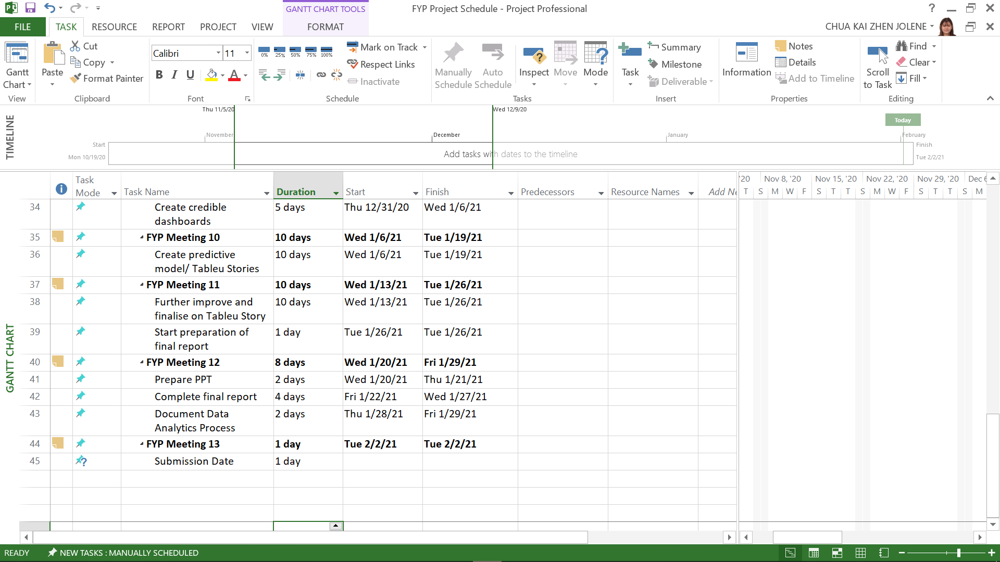 GANTT CHART TOOLS
FYP Project Schedule - Project Professional
?
FILE TASK RESOURCE REPORT PROJECT VIEW FORMAT
CHUA KAI ZHEN JOLENE
Gantt Chart
View
Paste
Cut
Copy
Format Painter
Clipboard
Calibri 11
B I U A
Font
0% 25% 50% 75% 100%
Mark on Track
Respect Links
Inactivate
Schedule
Manually Schedule
Auto Schedule
Inspect
Move
Mode
Tasks
Task
Summary
Milestone
Deliverable
Insert
Information
Notes
Details
Add to Timeline
Properties
Scroll to Task
Find
Clear
Fill
Editing
TIMELINE
Thu 11/5/20
Wed 12/9/20
Today
November
December
January
February
Start
Mon 10/19/20
Add tasks with dates to the timeline
Finish
Tue 2/2/21
GANTT CHART
Task Mode Task Name Duration Start Finish Predecessors Resource Names Add Ne
'20 Nov 8, '20 Nov 15, '20 Nov 22, '20 Nov 29, '20 Dec 6
T S M W F S T T S M W F S T T S M
34 Create credible dashboards 5 days Thu 12/31/20 Wed 1/6/21
35 FYP Meeting 10 10 days Wed 1/6/21 Tue 1/19/21
36 Create predictive model/ Tableu Stories 10 days Wed 1/6/21 Tue 1/19/21
37 FYP Meeting 11 10 days Wed 1/13/21 Tue 1/26/21
38 Further improve and finalise on Tableu Story 10 days Wed 1/13/21 Tue 1/26/21
39 Start preparation of final report 1 day Tue 1/26/21 Tue 1/26/21
40 FYP Meeting 12 8 days Wed 1/20/21 Fri 1/29/21
41 Prepare PPT 2 days Wed 1/20/21 Thu 1/21/21
42 Complete final report 4 days Fri 1/22/21 Wed 1/27/21
43 Document Data Analytics Process 2 days Thu 1/28/21 Fri 1/29/21
44 FYP Meeting 13 1 day Tue 2/2/21 Tue 2/2/21
45 Submission Date 1 day
READY NEW TASKS : MANUALLY SCHEDULED